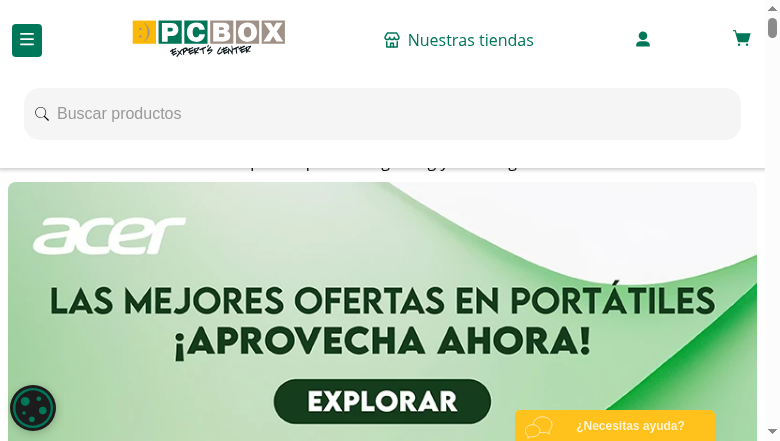 PCBOX
EXPERT'S CENTER
Nuestras tiendas
Buscar productos
acer
LAS MEJORES OFERTAS EN PORTÁTILES
¡APROVECHA AHORA!
EXPLORAR
¿Necesitas ayuda?